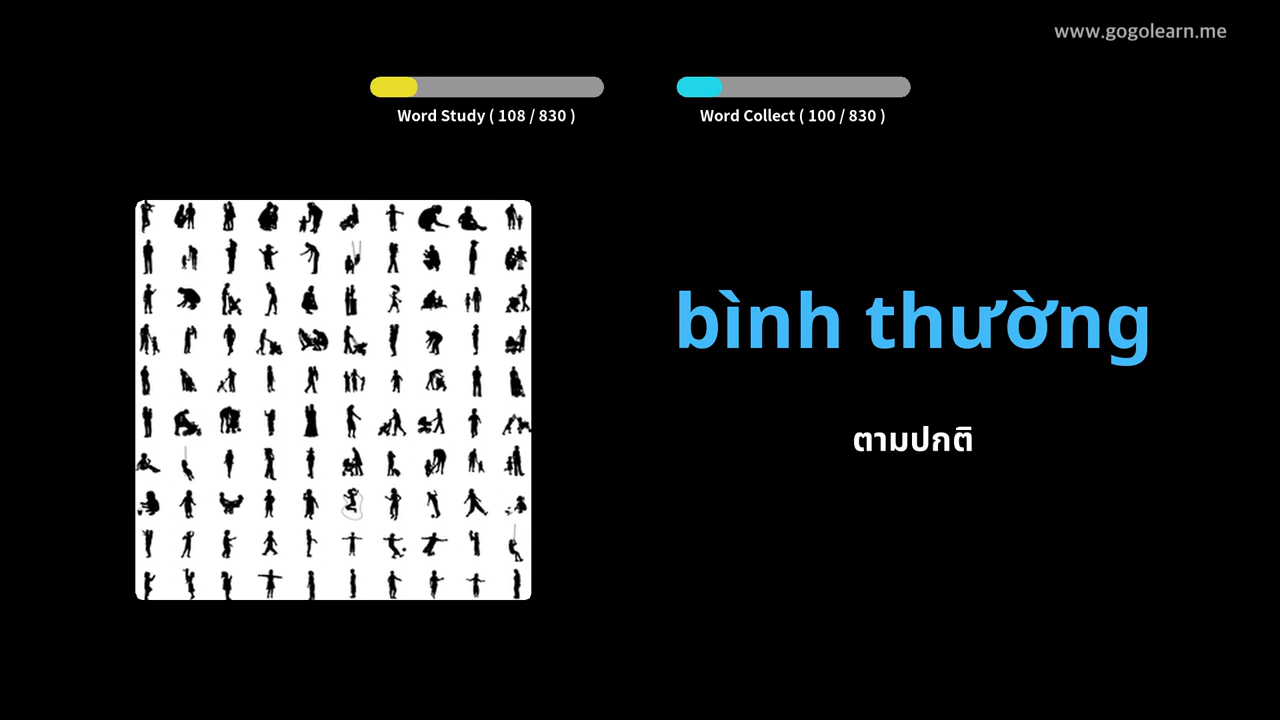 www.gogolearn.me
Word Study ( 108 / 830 )
Word Collect ( 100 / 830 )
bình thường
ตามปกติ